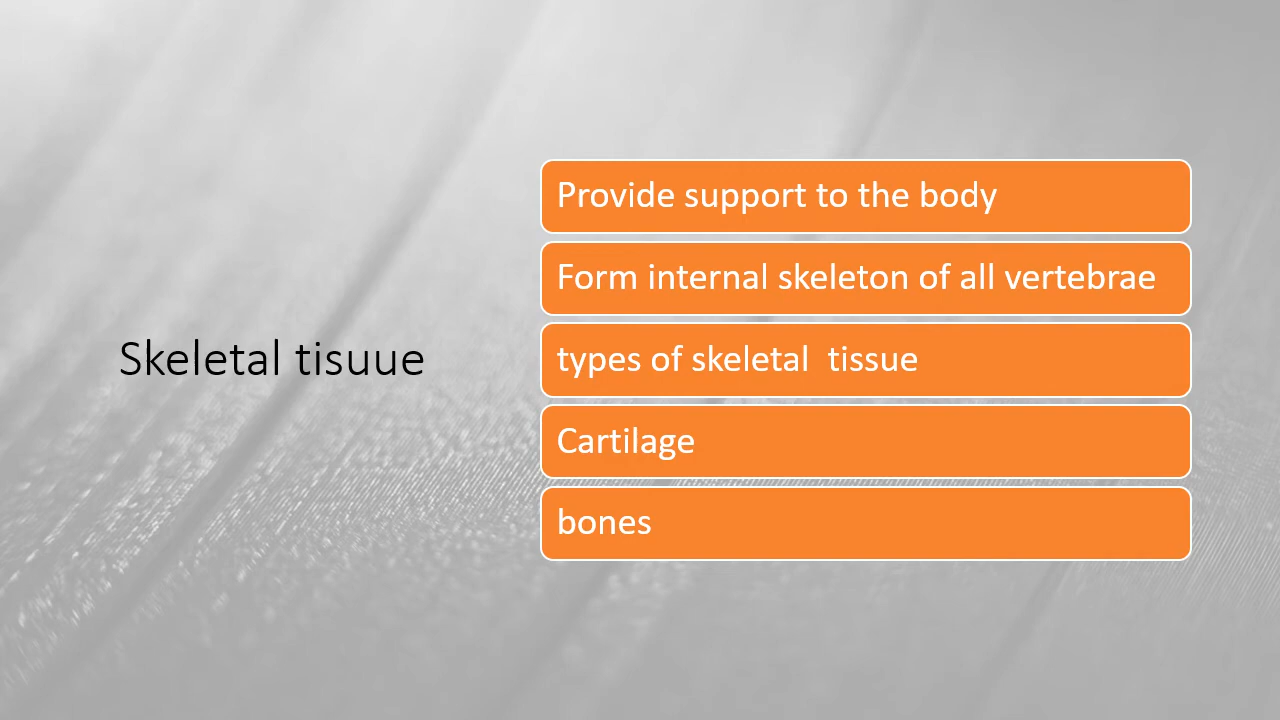 Skeletal tisuue
Provide support to the body
Form internal skeleton of all vertebrae
types of skeletal  tissue
Cartilage
bones